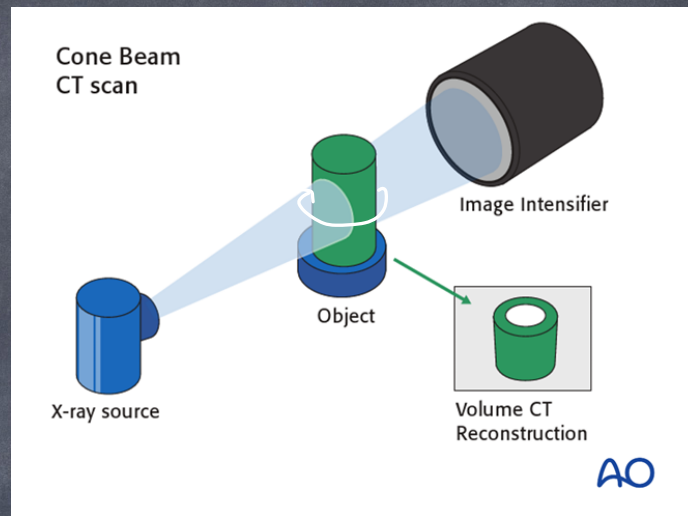 Cone Beam
CT scan
Image Intensifier
Object
X-ray source
Volume CT
Reconstruction
AO